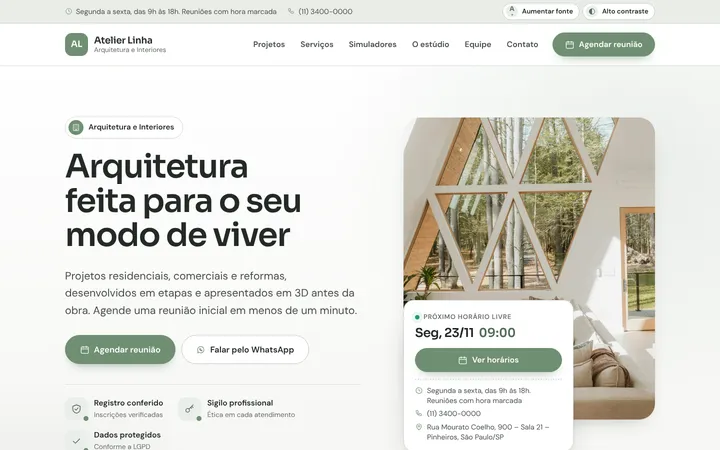 Segunda a sexta, das 9h às 18h. Reuniões com hora marcada
(11) 3400-0000
Aumentar fonte
Alto contraste
AL
Atelier Linha
Arquitetura e Interiores
Projetos
Serviços
Simuladores
O estúdio
Equipe
Contato
Agendar reunião
Arquitetura e Interiores
Arquitetura
feita para o seu
modo de viver
Projetos residenciais, comerciais e reformas,
desenvolvidos em etapas e apresentados em 3D antes da
obra. Agende uma reunião inicial em menos de um minuto.
Agendar reunião
Falar pelo WhatsApp
Registro conferido
Inscrições verificadas
Sigilo profissional
Ética em cada atendimento
Dados protegidos
Conforme a LGPD
PRÓXIMO HORÁRIO LIVRE
Seg, 23/11 09:00
Ver horários
Segunda a sexta, das 9h às 18h.
Reuniões com hora marcada
(11) 3400-0000
Rua Mourato Coelho, 900 – Sala 21 –
Pinheiros, São Paulo/SP